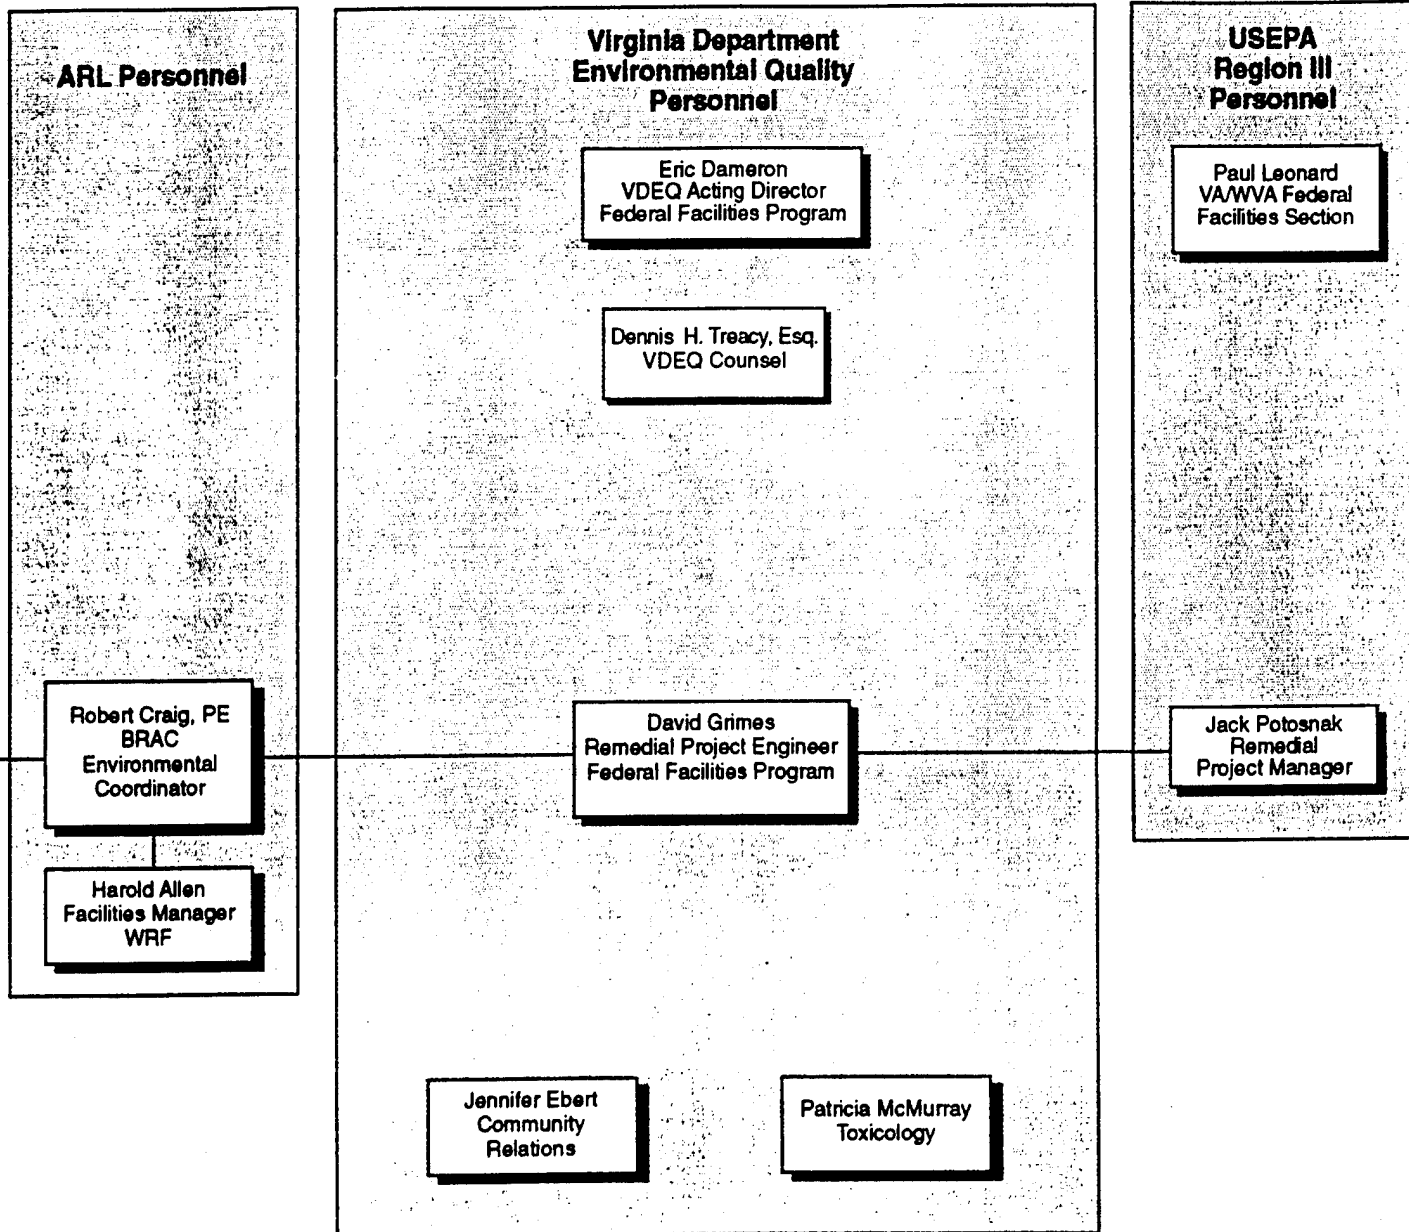 ARL Personnel
Robert Craig, PE
BRAC
Environmental
Coordinator
Harold Allen
Facilities Manager
WRF
Virginia Department
Environmental Quality
Personnel
Eric Dameron
VDEQ Acting Director
Federal Facilities Program
Dennis H. Treacy, Esq.
VDEQ Counsel
David Grimes
Remedial Project Engineer
Federal Facilities Program
Jennifer Ebert
Community
Relations
Patricia McMurray
Toxicology
USEPA
Region III
Personnel
Paul Leonard
VA/WVA Federal
Facilities Section
Jack Potosnak
Remedial
Project Manager